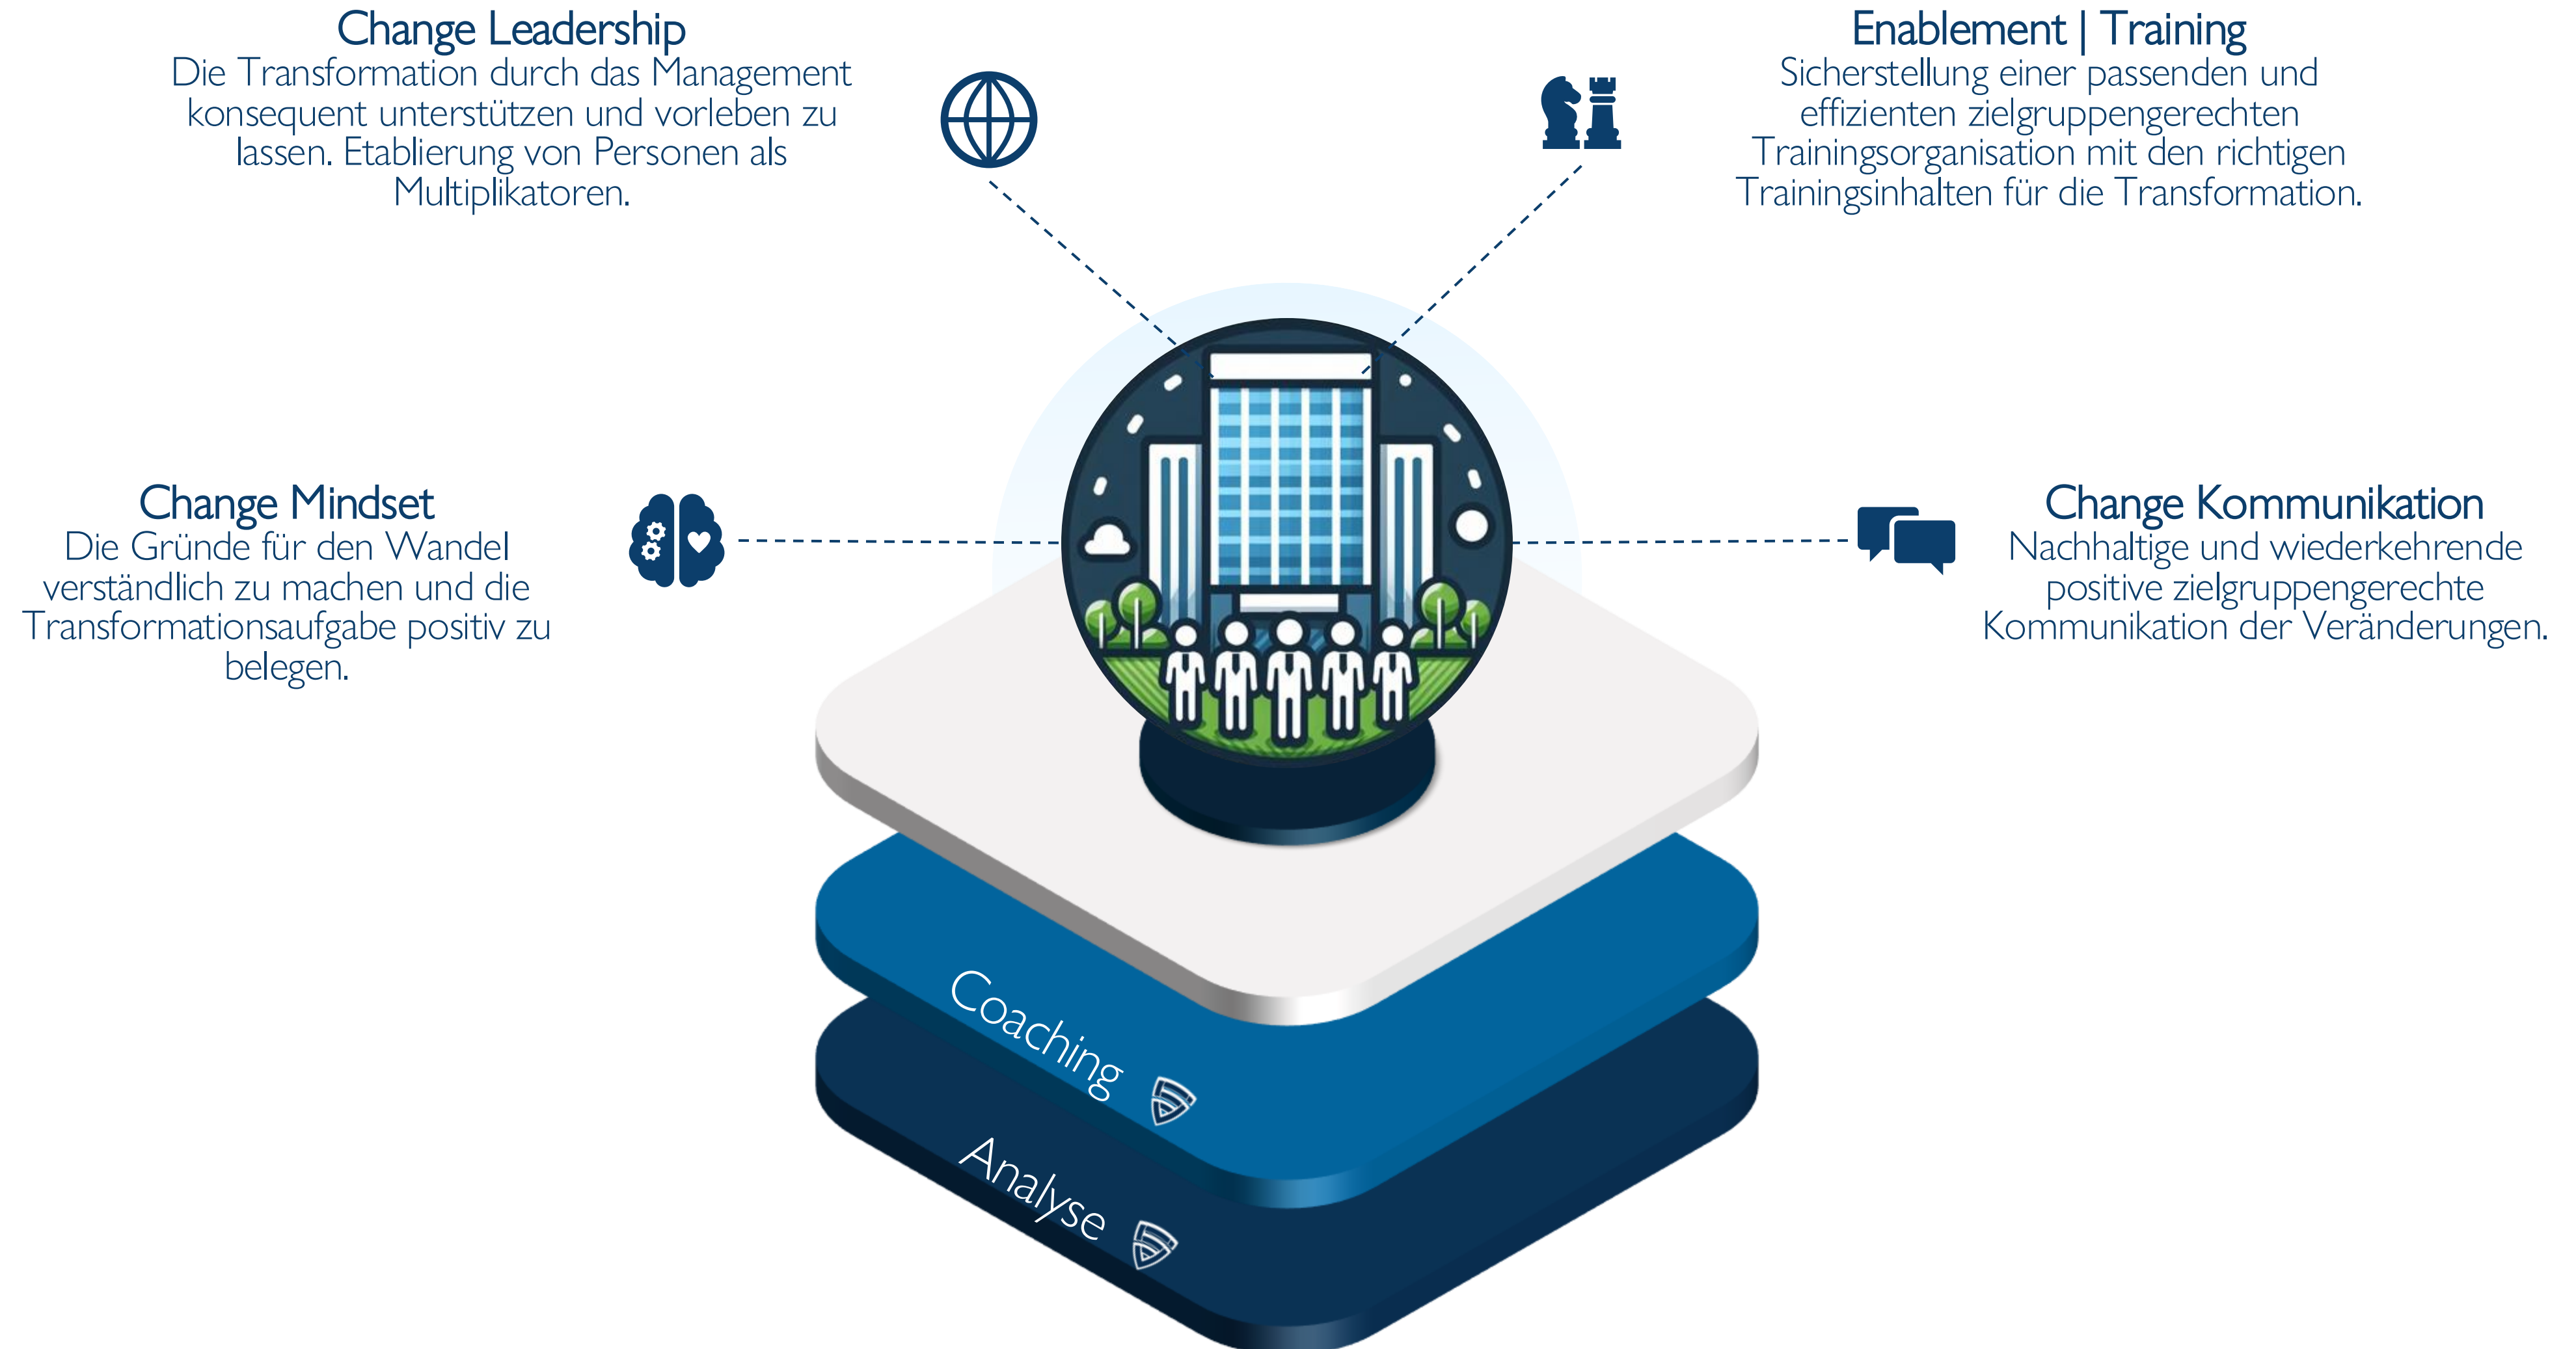 Change Leadership
Die Transformation durch das Management
konsequent unterstützen und vorleben zu
lassen. Etablierung von Personen als
Multiplikatoren.
Enablement | Training
Sicherstellung einer passenden und
effizienten zielgruppengerechten
Trainingsorganisation mit den richtigen
Trainingsinhalten für die Transformation.
Change Mindset
Die Gründe für den Wandel
verständlich zu machen und die
Transformationsaufgabe positiv zu
belegen.
Change Kommunikation
Nachhaltige und wiederkehrende
positive zielgruppengerechte
Kommunikation der Veränderungen.
Coaching
Analyse